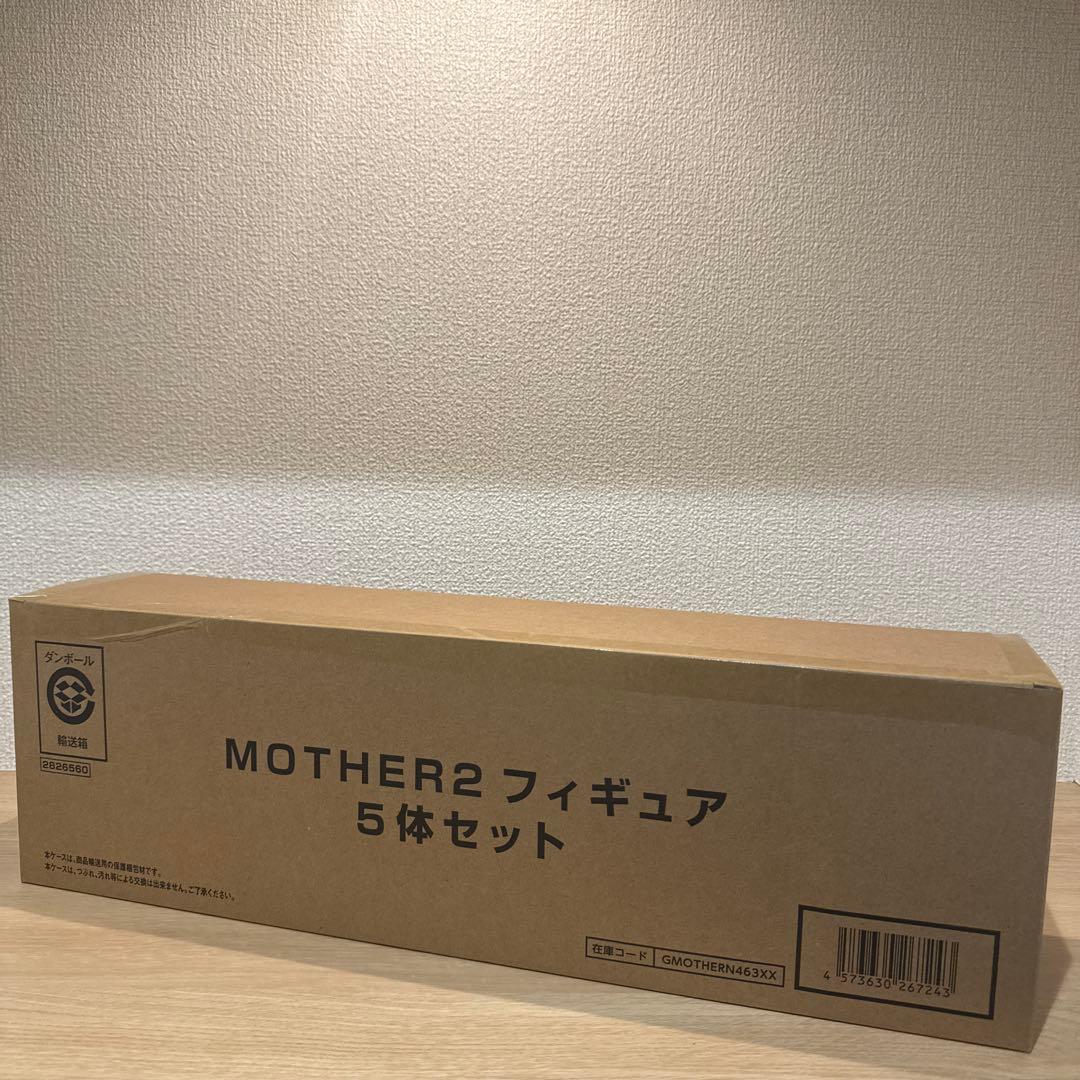 ダンボール
輸送箱
2826560
MOTHER2 フィギュア
5体セット
本ケースは、商品輸送用の保護梱包材です。
本ケースは、つぶれ、汚れ等による交換は出来ません。ご了承ください。
在庫コード GMOTHERN463XX
4 573630 267243